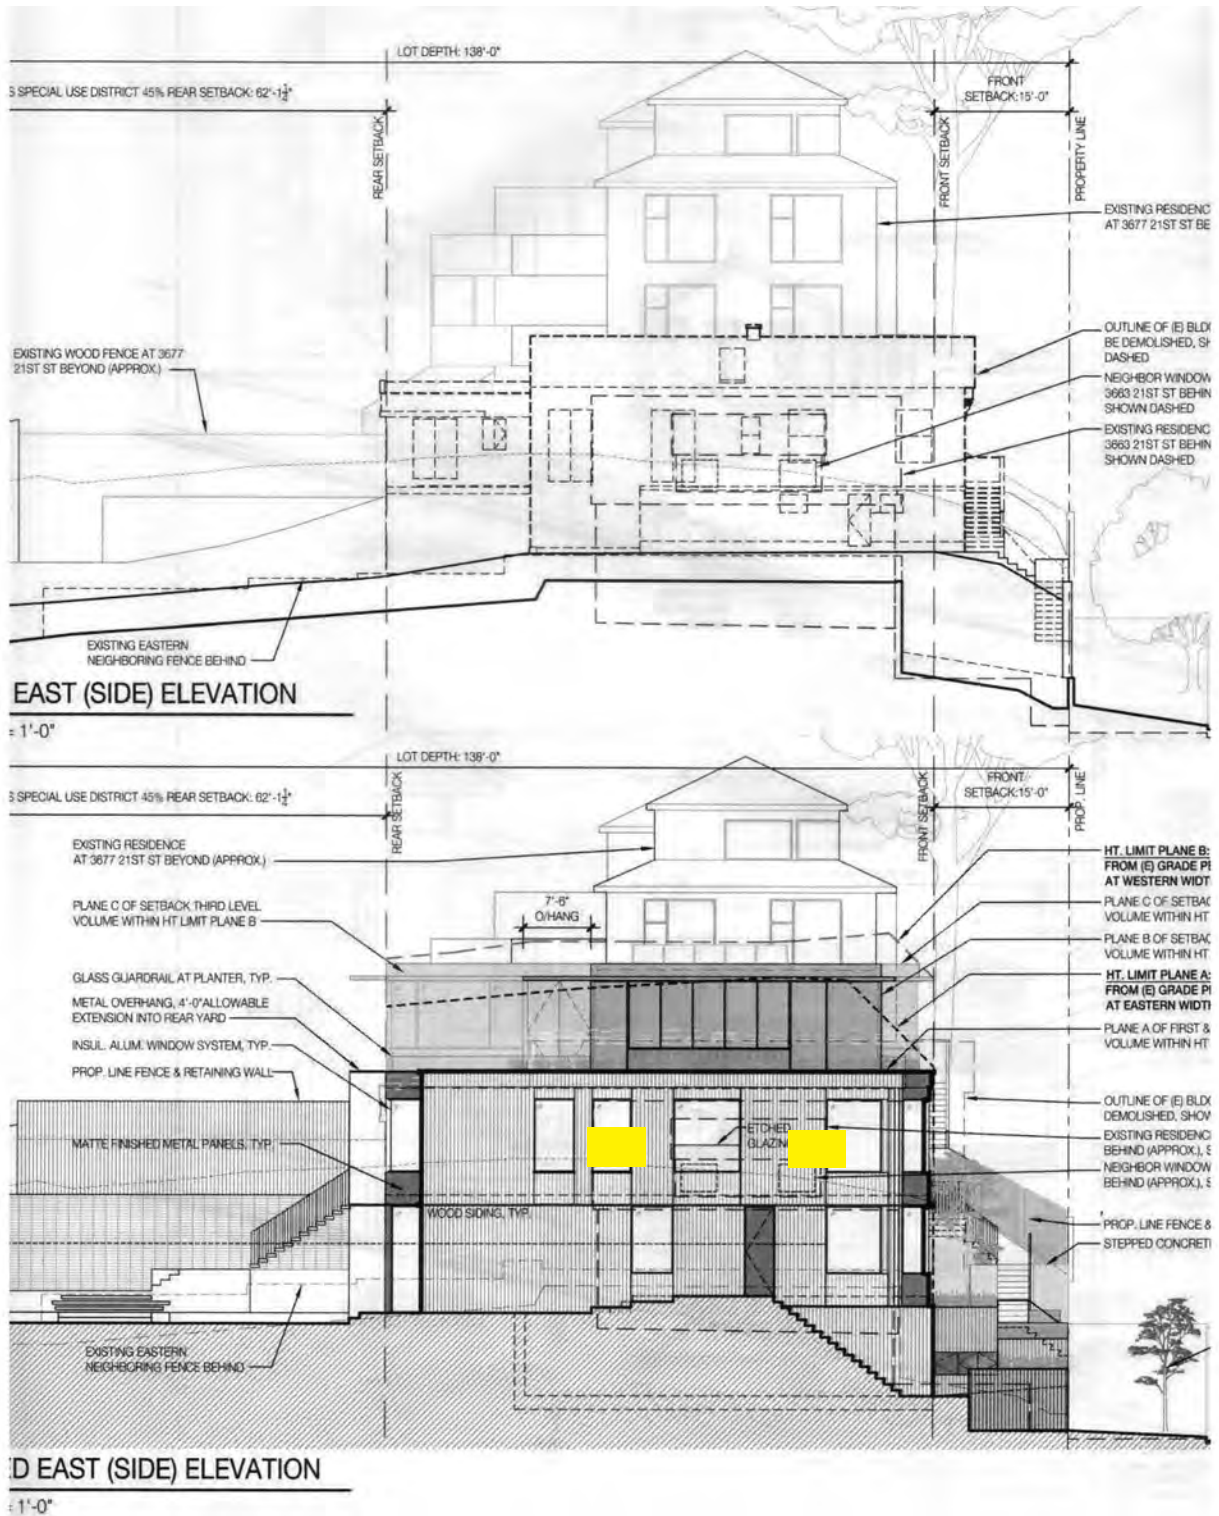 LOT DEPTH: 138'-0"
S SPECIAL USE DISTRICT 45% REAR SETBACK: 62'-1½"
FRONT
SETBACK:15'-0"
REAR SETBACK
FRONT SETBACK
PROPERTY LINE
EXISTING RESIDENC
AT 3677 21ST ST BE
EXISTING WOOD FENCE AT 3677
21ST ST BEYOND (APPROX.)
OUTLINE OF (E) BLD
BE DEMOLISHED, SH
DASHED
NEIGHBOR WINDOW
3663 21ST ST BEHIN
SHOWN DASHED
EXISTING RESIDENC
3663 21ST ST BEHIN
SHOWN DASHED
EXISTING EASTERN
NEIGHBORING FENCE BEHIND
EAST (SIDE) ELEVATION
= 1'-0"
LOT DEPTH: 138'-0"
S SPECIAL USE DISTRICT 45% REAR SETBACK: 62'-1½"
FRONT
SETBACK:15'-0"
REAR SETBACK
FRONT SETBACK
PROP. LINE
EXISTING RESIDENCE
AT 3677 21ST ST BEYOND (APPROX.)
PLANE C OF SETBACK THIRD LEVEL
VOLUME WITHIN HT LIMIT PLANE B
7'-6"
O/HANG
GLASS GUARDRAIL AT PLANTER, TYP.
METAL OVERHANG, 4'-0" ALLOWABLE
EXTENSION INTO REAR YARD
INSUL. ALUM. WINDOW SYSTEM, TYP.
PROP. LINE FENCE & RETAINING WALL
MATTE FINISHED METAL PANELS, TYP.
HT. LIMIT PLANE B:
FROM (E) GRADE P
AT WESTERN WIDT
PLANE C OF SETBAC
VOLUME WITHIN HT
PLANE B OF SETBAC
VOLUME WITHIN HT
HT. LIMIT PLANE A:
FROM (E) GRADE P
AT EASTERN WIDTH
PLANE A OF FIRST &
VOLUME WITHIN HT
OUTLINE OF (E) BLD
DEMOLISHED, SHOW
EXISTING RESIDENC
BEHIND (APPROX.), S
NEIGHBOR WINDOW
BEHIND (APPROX.), S
ETCHED
GLAZIN
WOOD SIDING, TYP.
PROP. LINE FENCE &
STEPPED CONCRET
EXISTING EASTERN
NEIGHBORING FENCE BEHIND
ED EAST (SIDE) ELEVATION
= 1'-0"